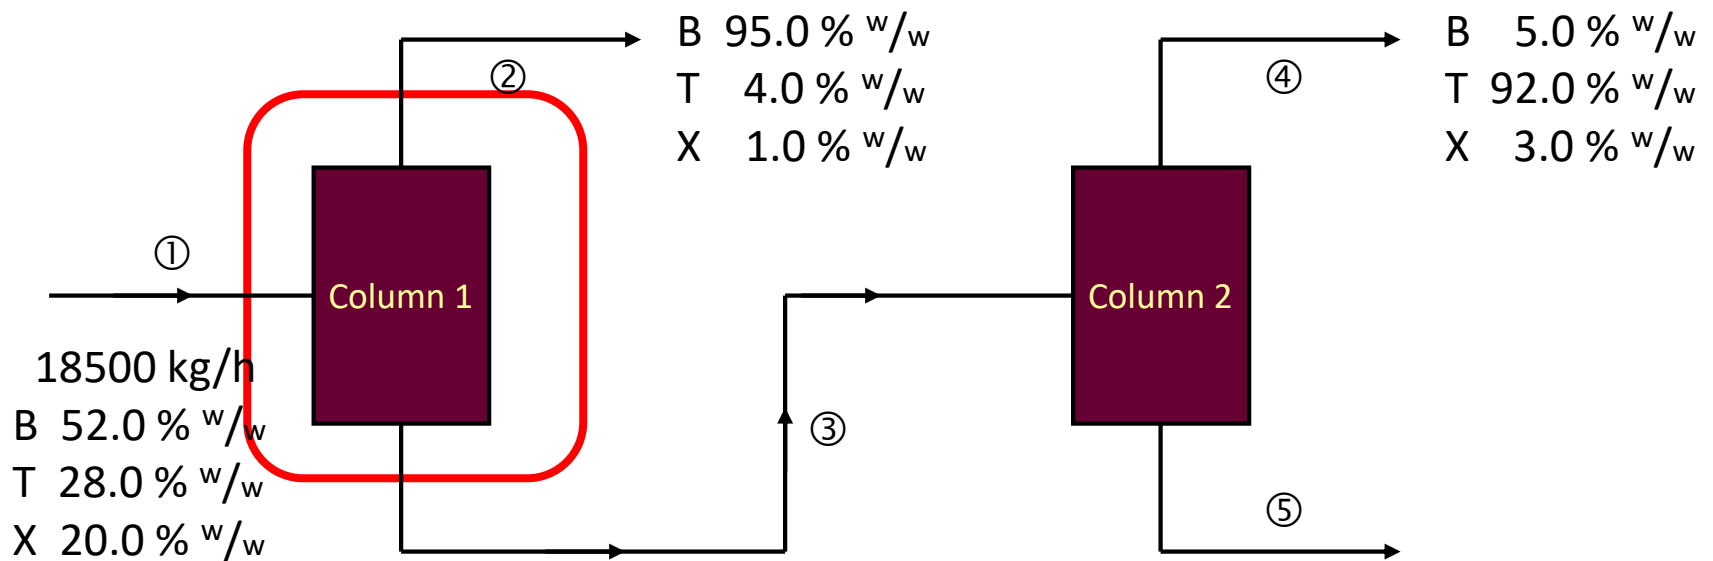 ②
B 95.0 % w/w
T 4.0 % w/w
X 1.0 % w/w
④
B 5.0 % w/w
T 92.0 % w/w
X 3.0 % w/w
①
Column 1
Column 2
18500 kg/h
B 52.0 % w/w
T 28.0 % w/w
X 20.0 % w/w
③
⑤